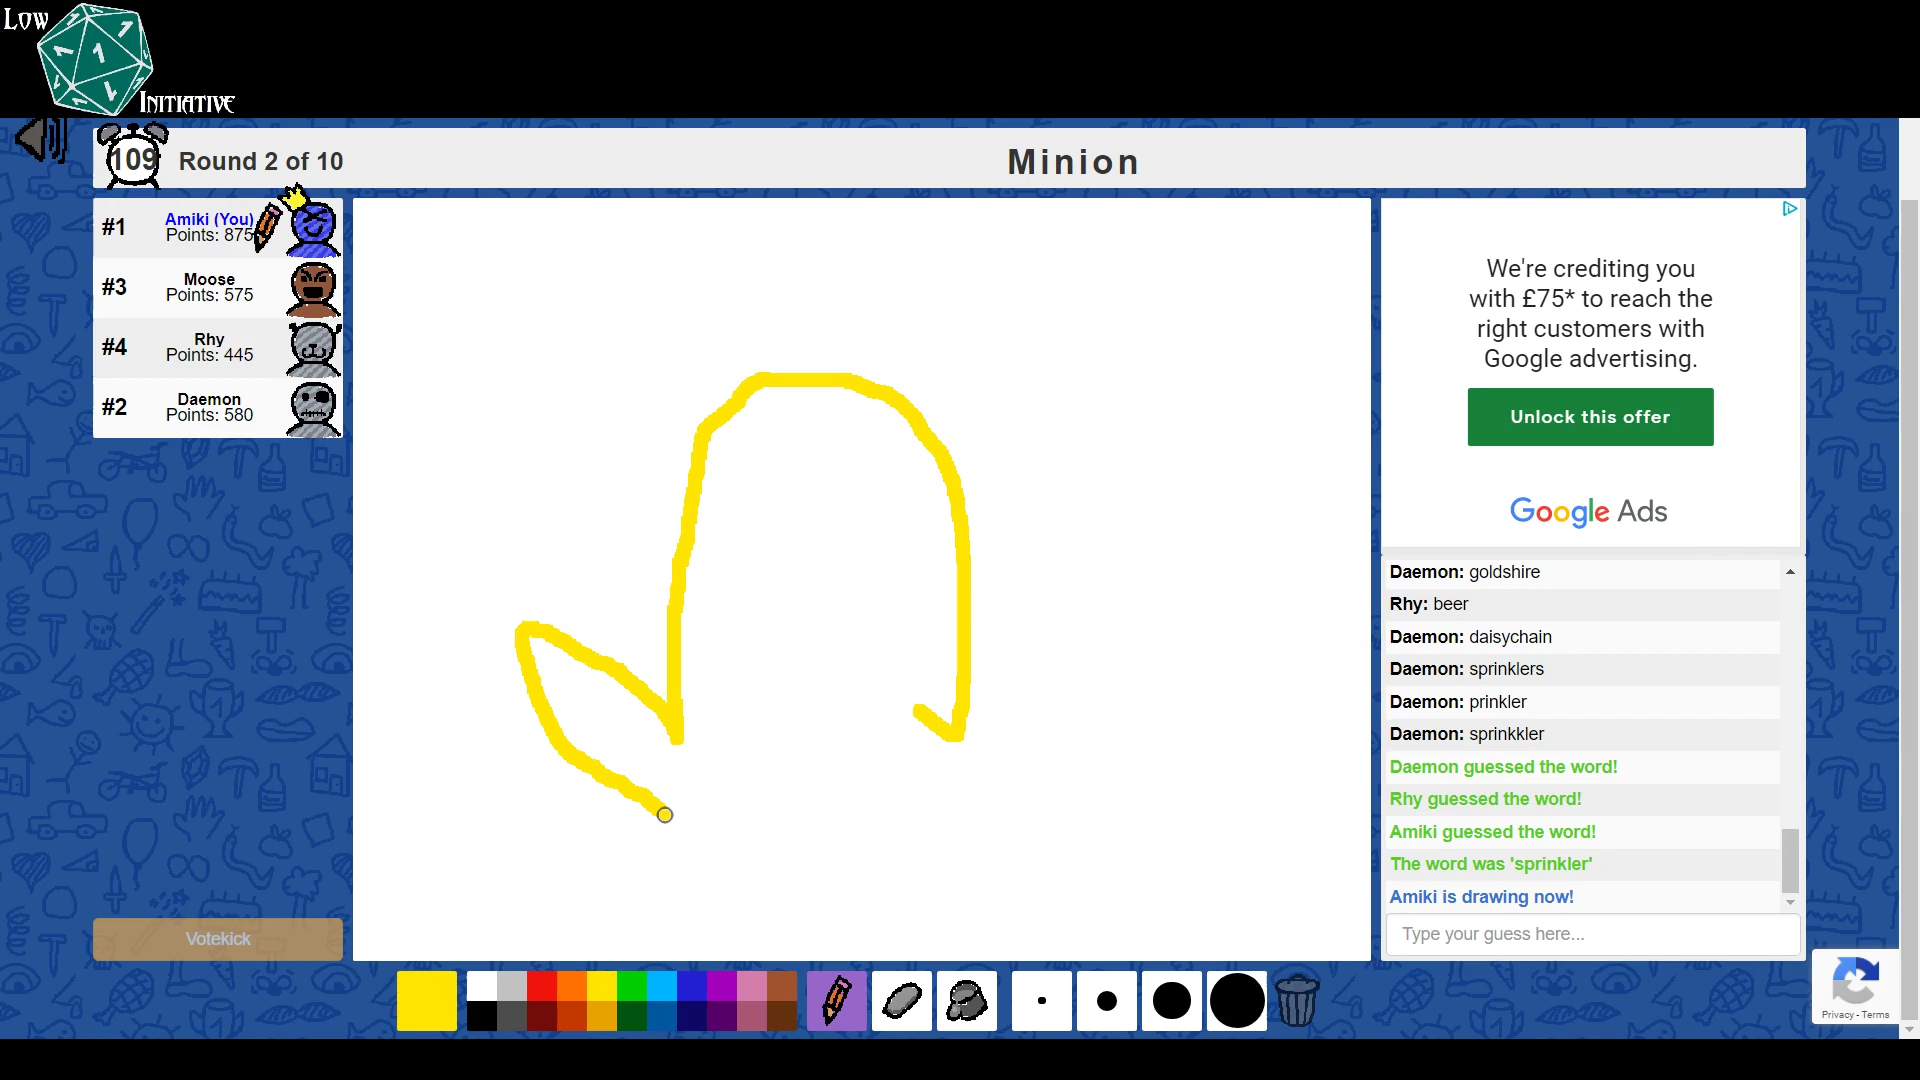 Low
Initiative
109
Round 2 of 10
Minion
#1
Amiki (You)
Points: 875
#3
Moose
Points: 575
#4
Rhy
Points: 445
#2
Daemon
Points: 580
Votekick
We're crediting you
with £75* to reach the
right customers with
Google advertising.
Unlock this offer
Google Ads
Daemon: goldshire
Rhy: beer
Daemon: daisychain
Daemon: sprinklers
Daemon: prinkler
Daemon: sprinkkler
Daemon guessed the word!
Rhy guessed the word!
Amiki guessed the word!
The word was 'sprinkler'
Amiki is drawing now!
Type your guess here...
Privacy - Terms